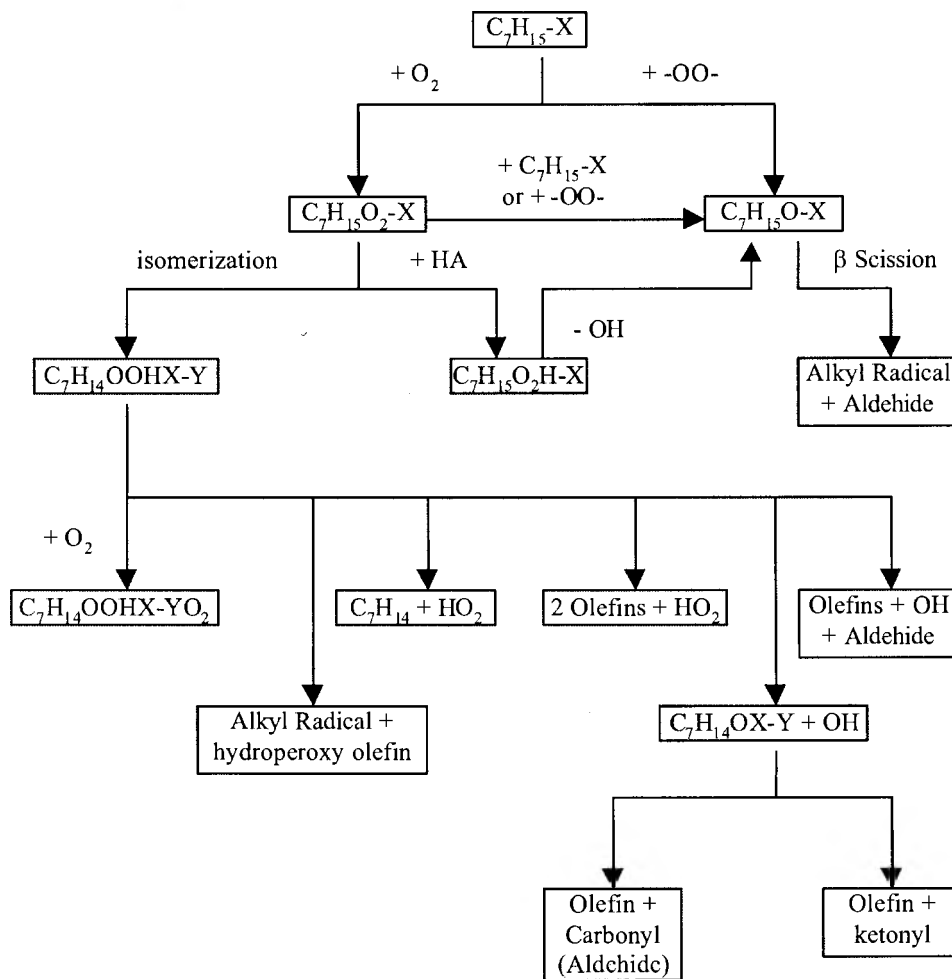 C₇H₁₅-X
+ O₂
+ -OO-
+ C₇H₁₅-X
or + -OO-
C₇H₁₅O₂-X
C₇H₁₅O-X
isomerization
+ HA
β Scission
- OH
C₇H₁₄OOHX-Y
C₇H₁₅O₂H-X
Alkyl Radical
+ Aldehide
+ O₂
C₇H₁₄OOHX-YO₂
C₇H₁₄ + HO₂
2 Olefins + HO₂
Olefins + OH
+ Aldehide
Alkyl Radical +
hydroperoxy olefin
C₇H₁₄OX-Y + OH
Olefin +
Carbonyl
(Aldehide)
Olefin +
ketonyl